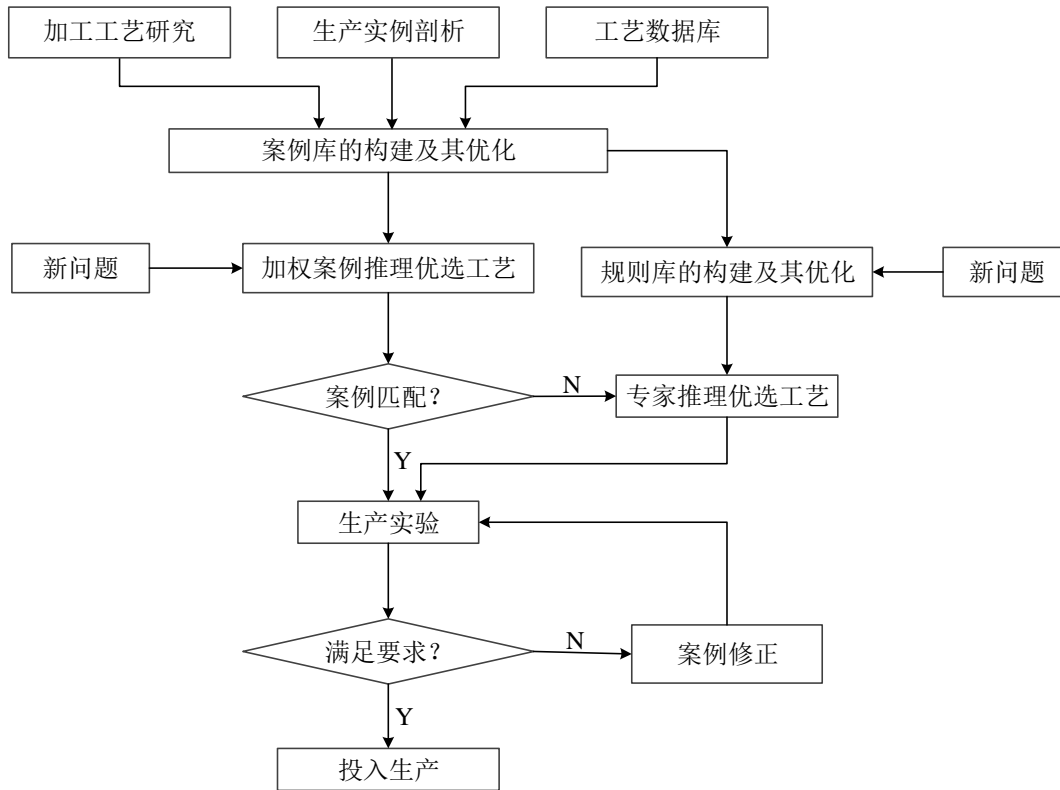 加工工艺研究
生产实例剖析
工艺数据库
案例库的构建及其优化
新问题
加权案例推理优选工艺
规则库的构建及其优化
新问题
案例匹配?
N
专家推理优选工艺
Y
生产实验
满足要求?
N
案例修正
Y
投入生产